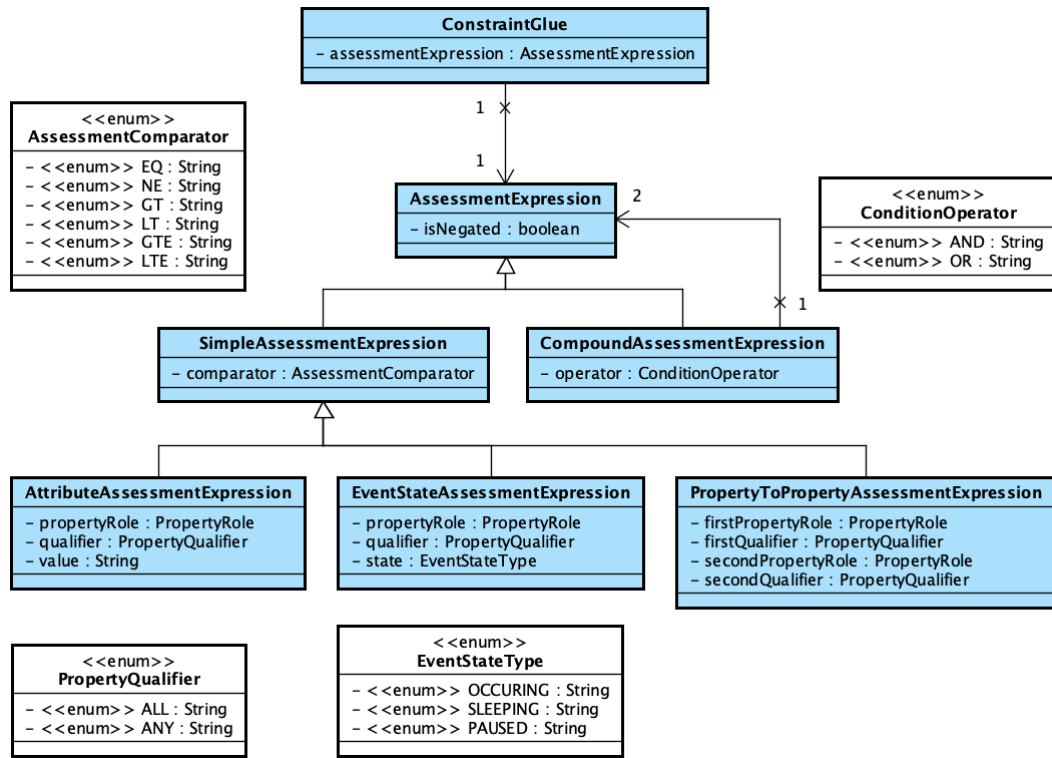 ConstraintGlue
– assessmentExpression : AssessmentExpression
1
1
<<enum>>
AssessmentComparator
– <<enum>> EQ : String
– <<enum>> NE : String
– <<enum>> GT : String
– <<enum>> LT : String
– <<enum>> GTE : String
– <<enum>> LTE : String
AssessmentExpression
– isNegated : boolean
2
1
<<enum>>
ConditionOperator
– <<enum>> AND : String
– <<enum>> OR : String
SimpleAssessmentExpression
– comparator : AssessmentComparator
CompoundAssessmentExpression
– operator : ConditionOperator
AttributeAssessmentExpression
– propertyRole : PropertyRole
– qualifier : PropertyQualifier
– value : String
EventStateAssessmentExpression
– propertyRole : PropertyRole
– qualifier : PropertyQualifier
– state : EventStateType
PropertyToPropertyAssessmentExpression
– firstPropertyRole : PropertyRole
– firstQualifier : PropertyQualifier
– secondPropertyRole : PropertyRole
– secondQualifier : PropertyQualifier
<<enum>>
PropertyQualifier
– <<enum>> ALL : String
– <<enum>> ANY : String
<<enum>>
EventStateType
– <<enum>> OCCURING : String
– <<enum>> SLEEPING : String
– <<enum>> PAUSED : String